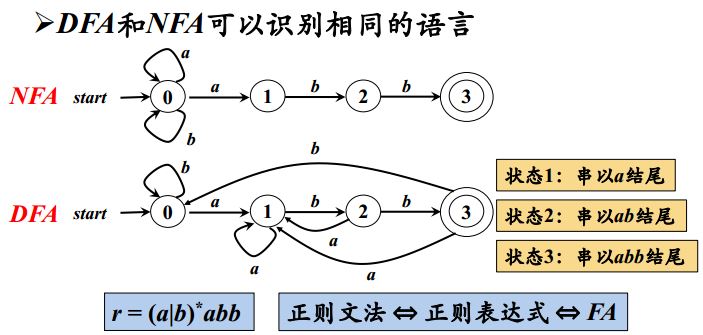 ➢DFA和NFA可以识别相同的语言
a
NFA start 0 a 1 b 2 b 3
b
b b
DFA start 0 a 1 b 2 b 3
a
a a
状态1：串以a结尾
状态2：串以ab结尾
状态3：串以abb结尾
r = (a|b)*abb
正则文法 ⇔ 正则表达式 ⇔ FA